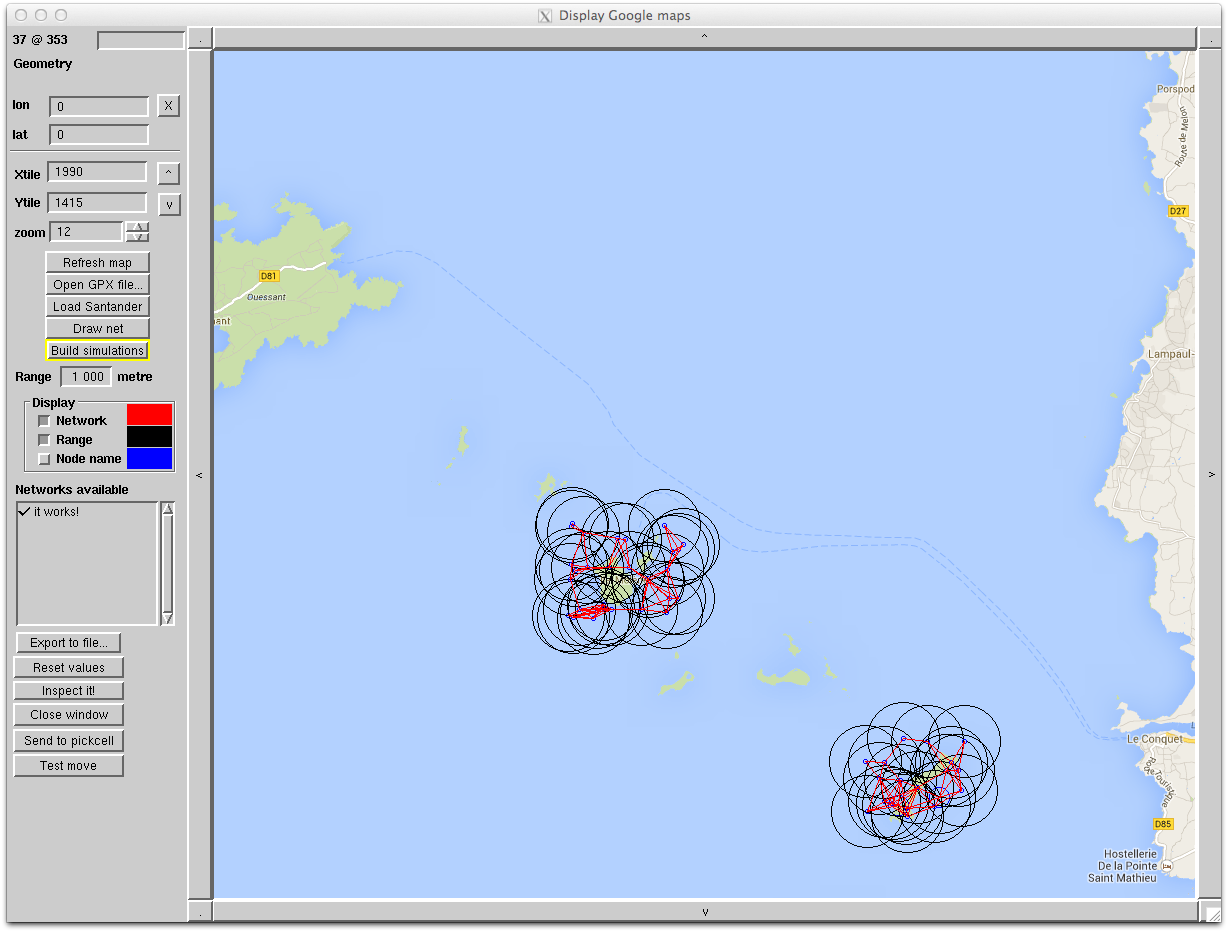 Display Google maps
37 @ 353
Geometry
lon 0 X
lat 0
Xtile 1990 ^
Ytile 1415 v
zoom 12
Refresh map
Open GPX file...
Load Santander
Draw net
Build simulations
Range 1 000 metre
Display
Network
Range
Node name
Networks available
it works!
Export to file...
Reset values
Inspect it!
Close window
Send to pickcell
Test move
^
<
>
v
Porspod
Route de Melon
D27
D81
Ouessant
ant
Lampaul-
Le Conquet
D85
Hostellerie
De la Pointe
Saint Mathieu